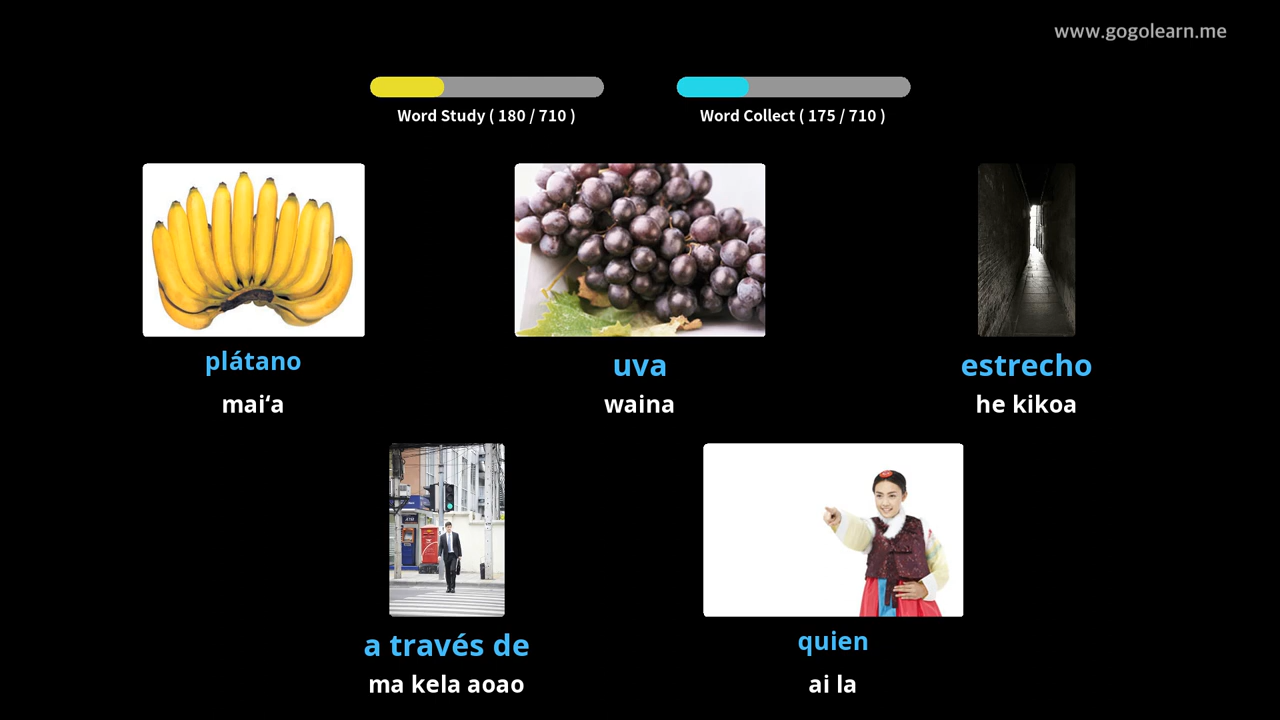 www.gogolearn.me
Word Study ( 180 / 710 )
Word Collect ( 175 / 710 )
plátano
uva
estrecho
maiʻa
waina
he kikoa
a través de
quien
ma kela aoao
ai la